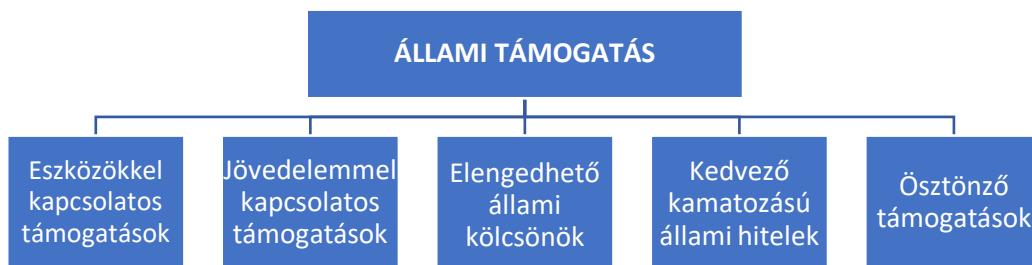 ÁLLAMI TÁMOGATÁS
Eszközökkel
kapcsolatos
támogatások
Jövedelemmel
kapcsolatos
támogatások
Elengedhető
állami
kölcsönök
Kedvező
kamatozású
állami hitelek
Ösztönző
támogatások